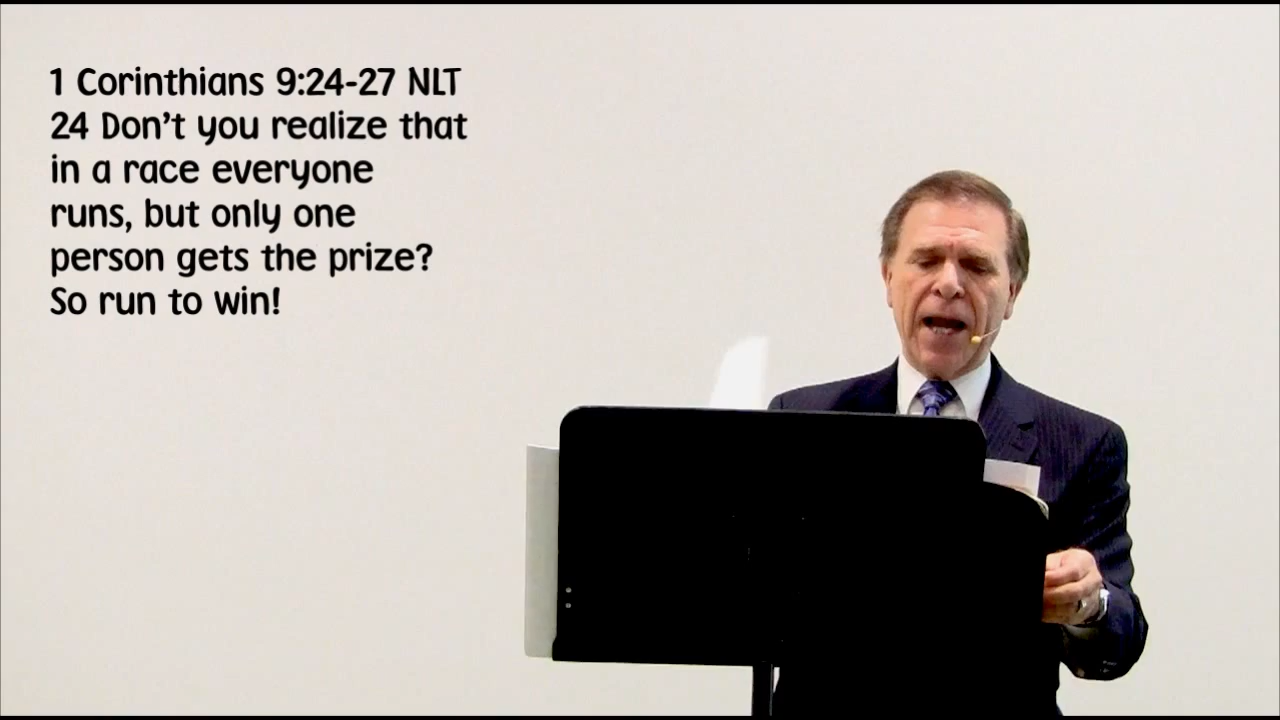 1 Corinthians 9:24-27 NLT
24 Don't you realize that
in a race everyone
runs, but only one
person gets the prize?
So run to win!